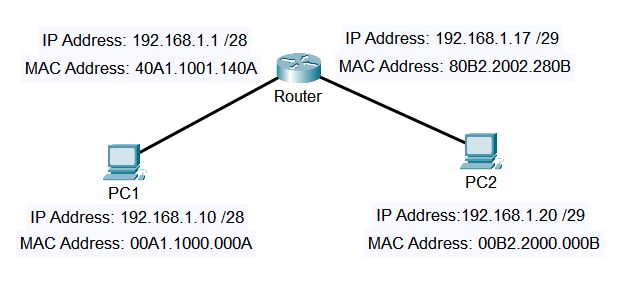 IP Address: 192.168.1.1 /28
MAC Address: 40A1.1001.140A
IP Address: 192.168.1.17 /29
MAC Address: 80B2.2002.280B
Router
PC1
IP Address: 192.168.1.10 /28
MAC Address: 00A1.1000.000A
PC2
IP Address:192.168.1.20 /29
MAC Address: 00B2.2000.000B